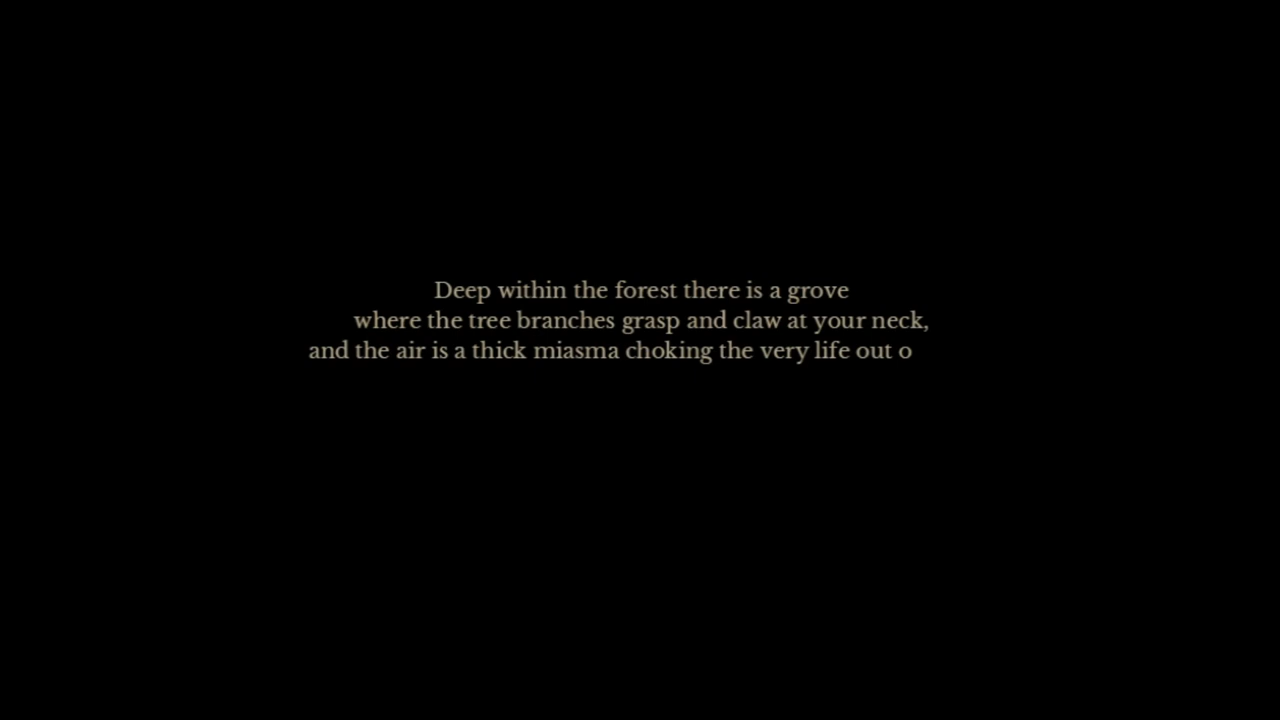 Deep within the forest there is a grove
where the tree branches grasp and claw at your neck,
and the air is a thick miasma choking the very life out o